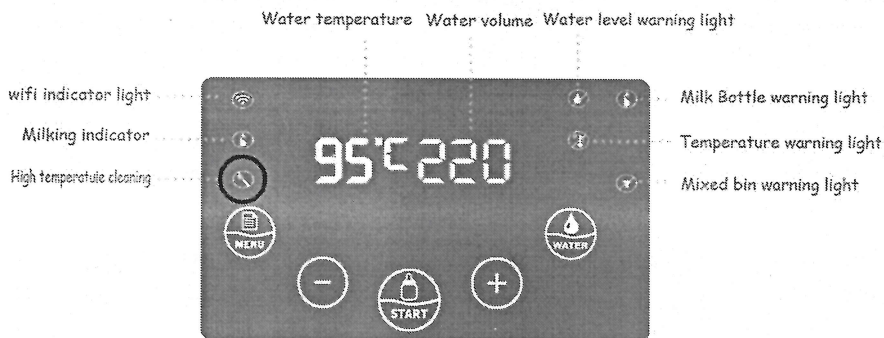 Water temperature Water volume Water level warning light
wifi indicator light
Milk Bottle warning light
Milking indicator
Temperature warning light
95°C 220
High temperatuie cleaning
Mixed bin warning light
MENU
WATER
START